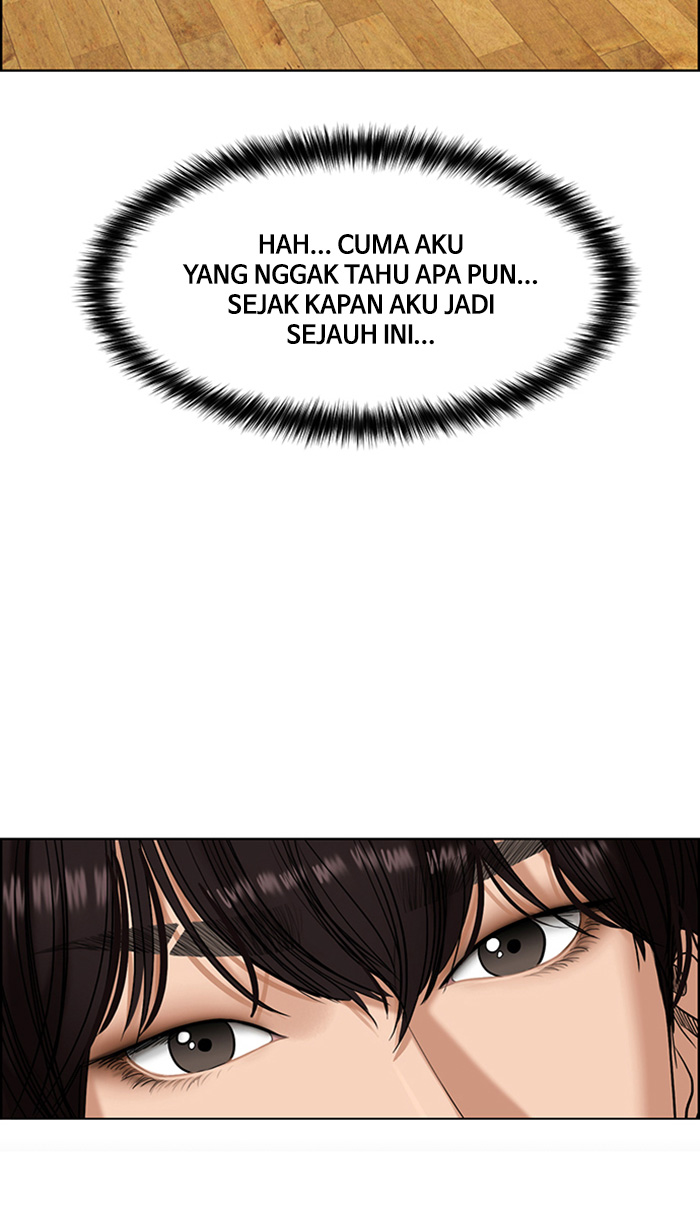 HAH... CUMA AKU
YANG NGGAK TAHU APA PUN...
SEJAK KAPAN AKU JADI
SEJAUH INI...